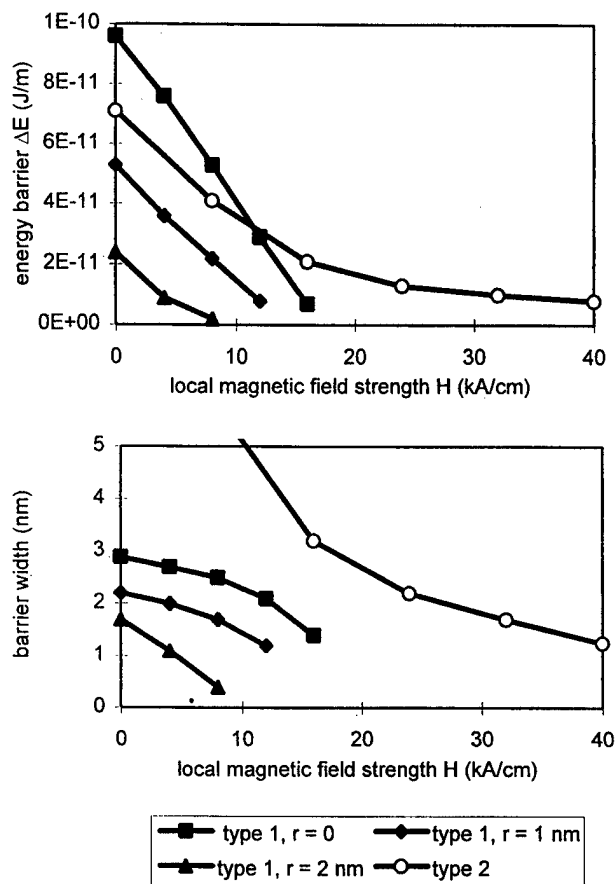 1E-10
8E-11
6E-11
4E-11
2E-11
0E+00
energy barrier ΔE (J/m)
0 10 20 30 40
local magnetic field strength H (kA/cm)
5
4
3
2
1
0
barrier width (nm)
0 10 20 30 40
local magnetic field strength H (kA/cm)
type 1, r = 0 type 1, r = 1 nm
type 1, r = 2 nm type 2